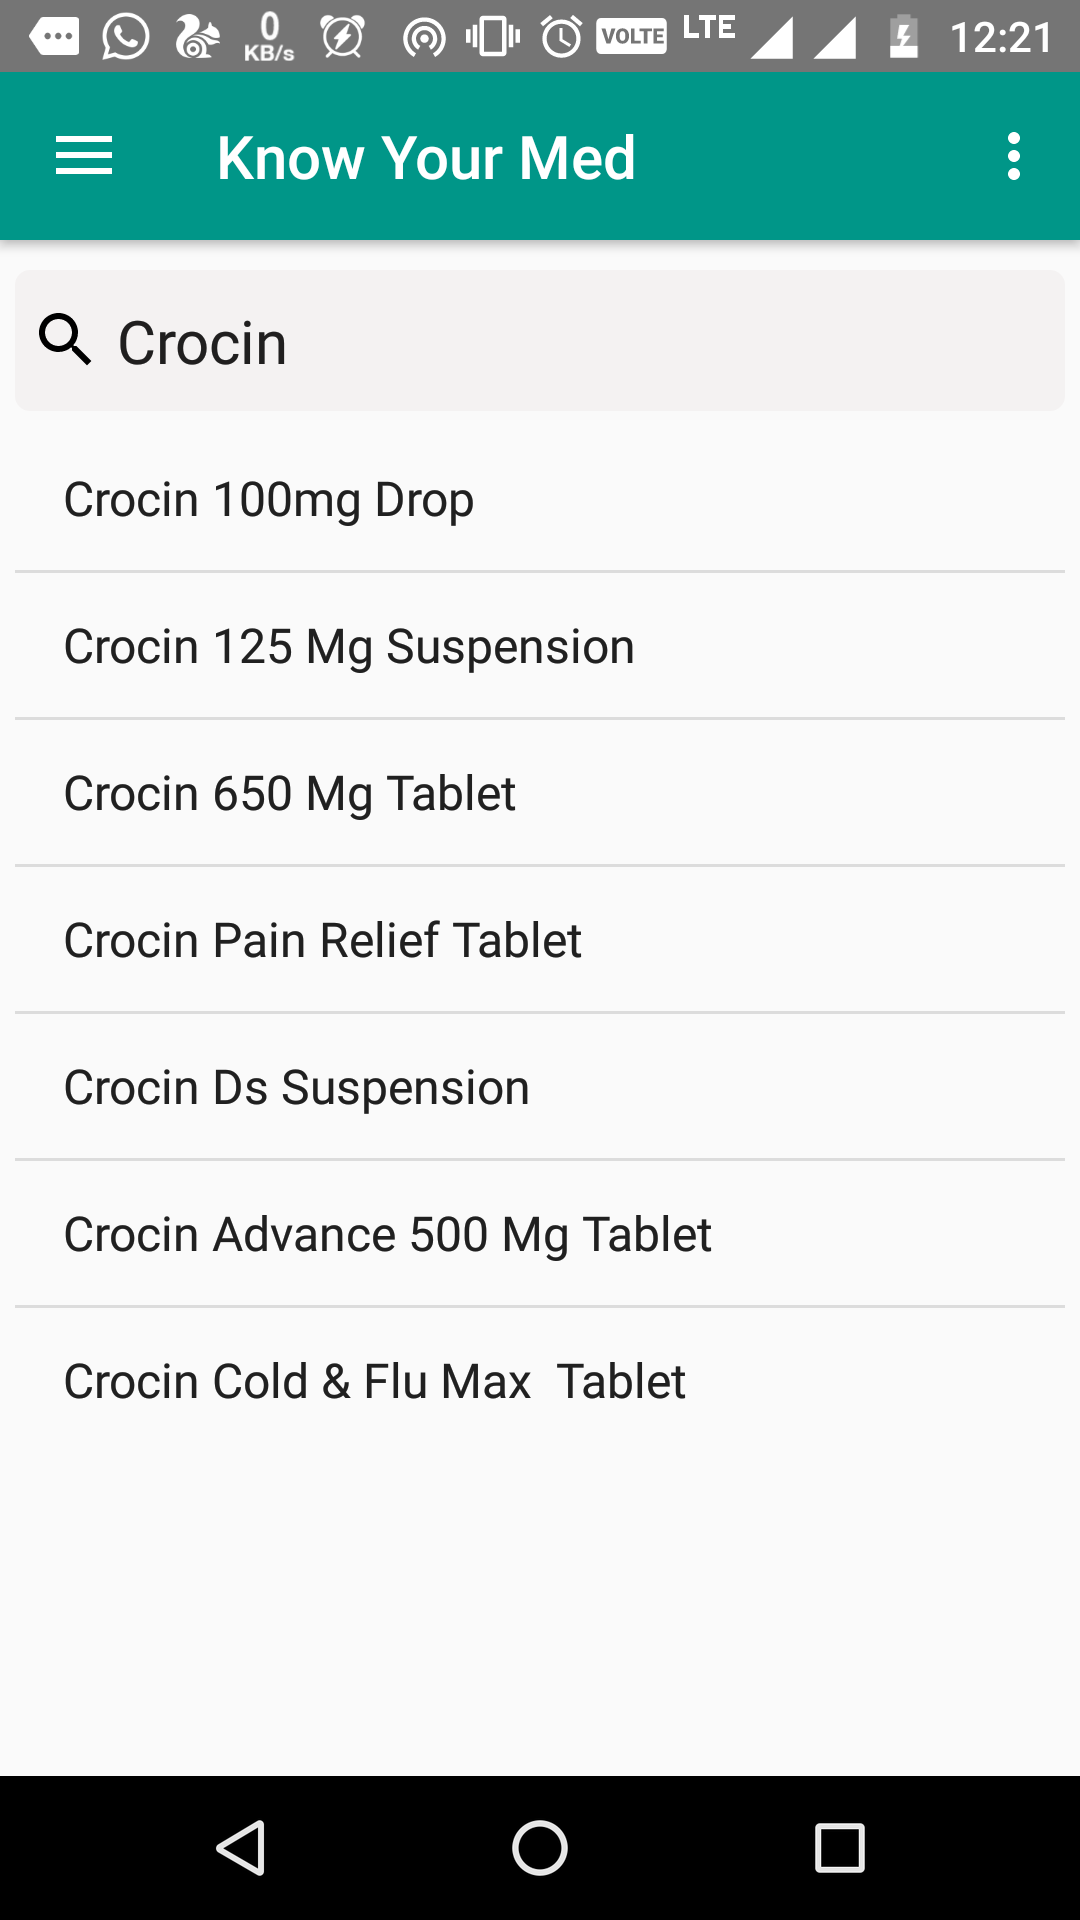 0
KB/s
VOLTE
LTE
12:21
Know Your Med
Crocin
Crocin 100mg Drop
Crocin 125 Mg Suspension
Crocin 650 Mg Tablet
Crocin Pain Relief Tablet
Crocin Ds Suspension
Crocin Advance 500 Mg Tablet
Crocin Cold & Flu Max  Tablet